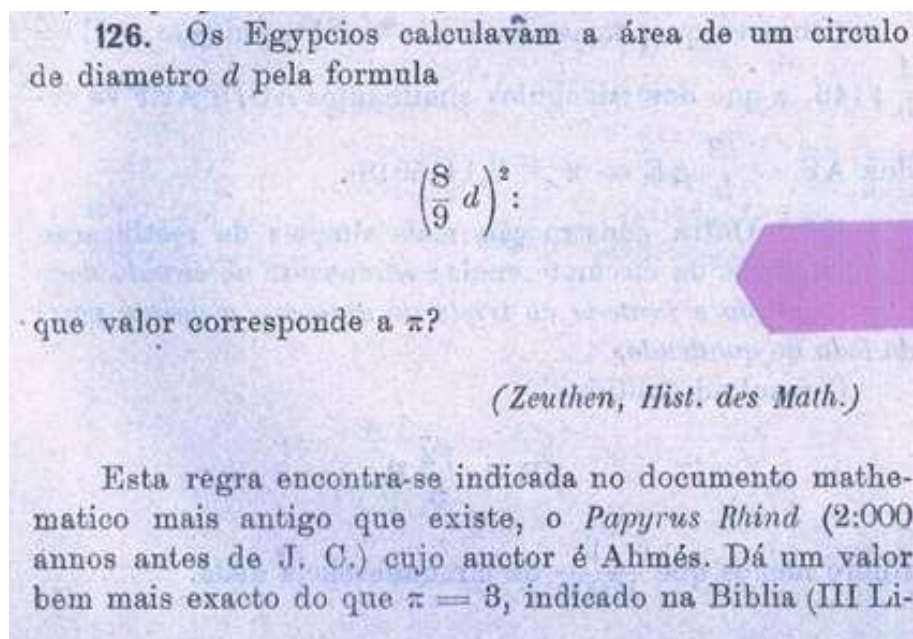 126. Os Egypcios calculavam a área de um circulo
de diametro d pela formula
(8/9 d)²:
que valor corresponde a π?
(Zeuthen, Hist. des Math.)
Esta regra encontra-se indicada no documento mathe-
matico mais antigo que existe, o Papyrus Rhind (2:000
annos antes de J. C.) cujo auctor é Ahmés. Dá um valor
bem mais exacto do que π = 3, indicado na Biblia (III Li-